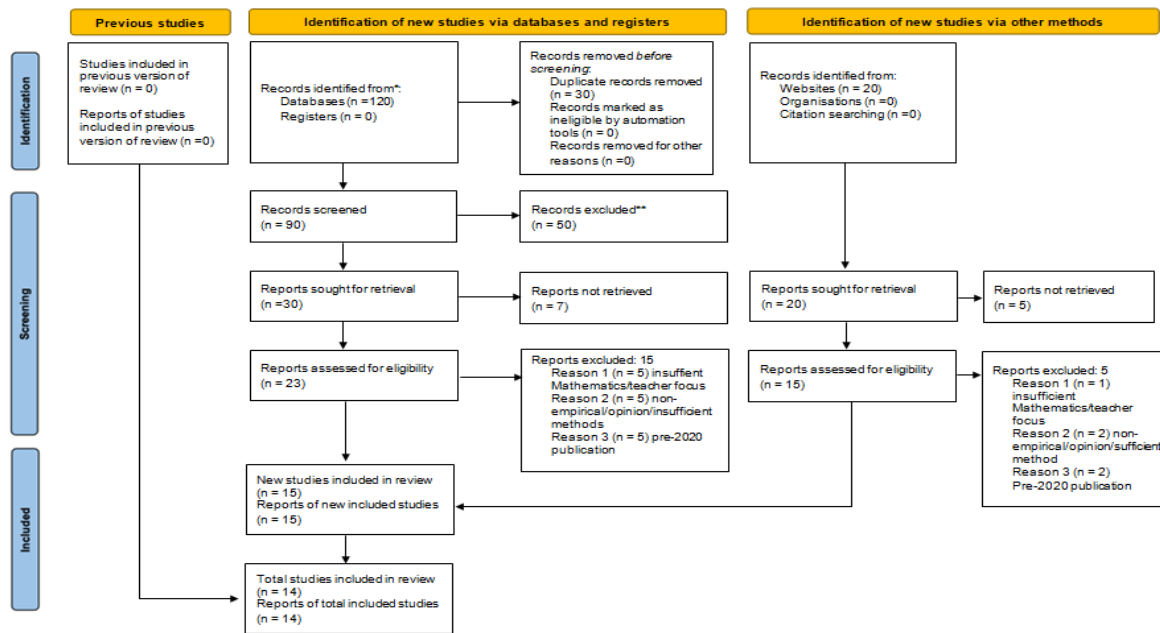 Previous studies
Identification of new studies via databases and registers
Identification of new studies via other methods
Identification
Studies included in
previous version of
review (n = 0)
Reports of studies
included in previous
version of review (n =0)
Records identified from*:
Databases (n =120)
Registers (n = 0)
Records removed before
screening:
Duplicate records removed
(n = 30)
Records marked as
ineligible by automation
tools (n = 0)
Records removed for other
reasons (n =0)
Records identified from:
Websites (n = 20)
Organisations (n =0)
Citation searching (n =0)
Screening
Records screened
(n = 90)
Records excluded**
(n = 50)
Reports sought for retrieval
(n =30)
Reports not retrieved
(n = 7)
Reports sought for retrieval
(n = 20)
Reports not retrieved
(n = 5)
Reports assessed for eligibility
(n = 23)
Reports excluded: 15
Reason 1 (n = 5) insuffient
Mathematics/teacher focus
Reason 2 (n = 5) non-
empirical/opinion/insufficient
methods
Reason 3 (n = 5) pre-2020
publication
Reports assessed for eligibility
(n = 15)
Reports excluded: 5
Reason 1 (n = 1)
insufficient
Mathematics/teacher
focus
Reason 2 (n = 2) non-
empirical/opinion/sufficient
method
Reason 3 (n = 2)
Pre-2020 publication
Included
New studies included in review
(n = 15)
Reports of new included studies
(n = 15)
Total studies included in review
(n = 14)
Reports of total included studies
(n = 14)